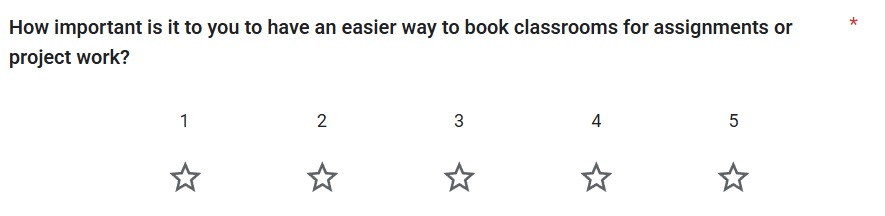 How important is it to you to have an easier way to book classrooms for assignments or *
project work?
1 2 3 4 5